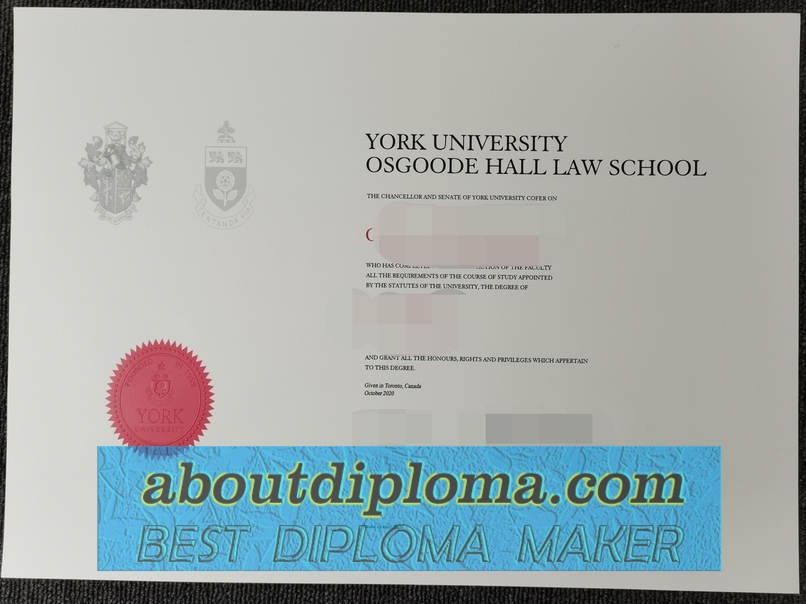 YORK UNIVERSITY
OSGOODE HALL LAW SCHOOL
THE CHANCELLOR AND SENATE OF YORK UNIVERSITY COFER ON
WHO HAS OF THE FACULTY
ALL THE REQUIREMENTS OF THE COURSE OF STUDY APPOINTED
BY THE STATUTES OF THE UNIVERSITY, THE DEGREE OF
AND GRANT ALL THE HONOURS, RIGHTS AND PRIVILEGES WHICH APPERTAIN
TO THIS DEGREE.
Given in Toronto, Canada
October 2020
YORK
UNIVERSITY
aboutdiploma.com
BEST DIPLOMA MAKER